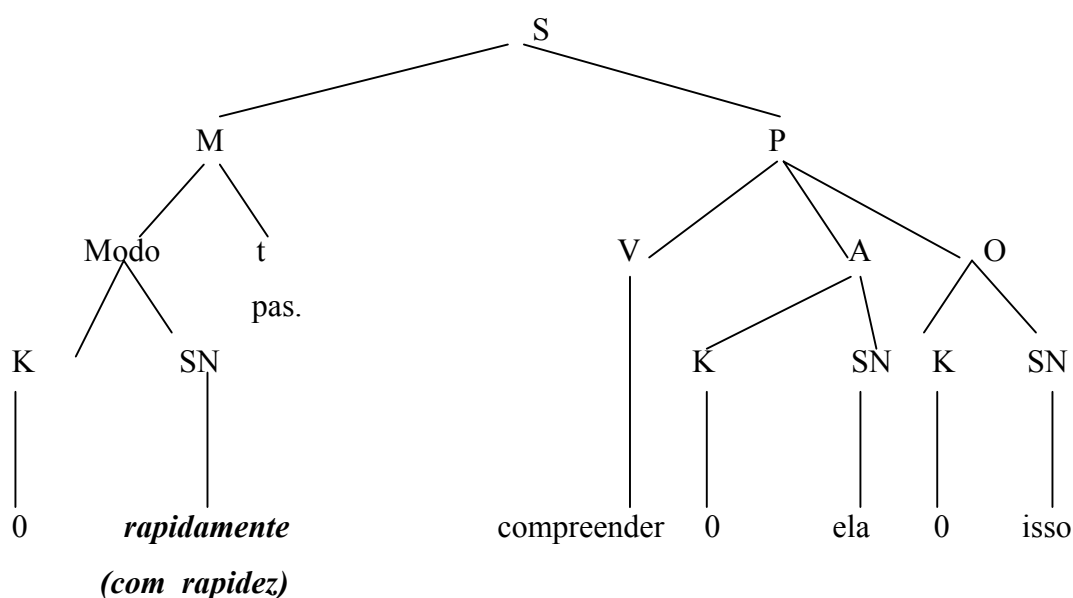 S
M P
Modo t V A O
pas.
K SN K SN K SN
0 rapidamente compreender 0 ela 0 isso
(com rapidez)